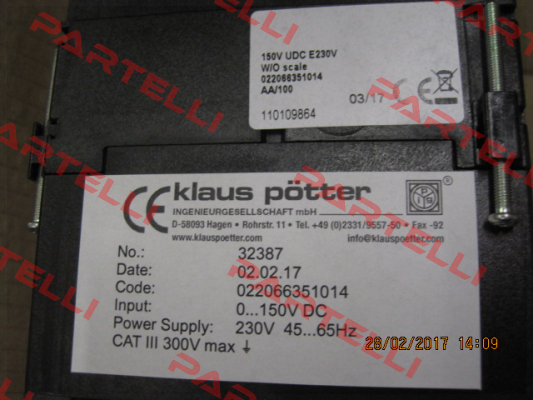 150V UDC E230V
W/O scale
022066351014
AA/100
03/17
110109864
klaus pötter
INGENIEURGESELLSCHAFT mbH
D-58093 Hagen • Rohrstr. 11 • Tel. +49 (0)2331/9557-50 • Fax -92
www.klauspoetter.com info@klauspoetter.com
No.: 32387
Date: 02.02.17
Code: 022066351014
Input: 0...150V DC
Power Supply: 230V 45...65Hz
CAT III 300V max
28/02/2017 14:09
PARTELLI
PARTELLI
PARTELLI
PARTELLI
PARTELLI